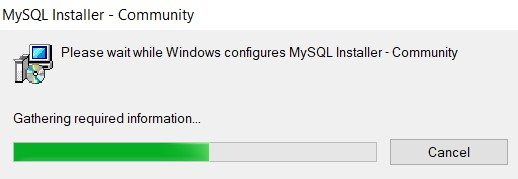 MySQL Installer - Community
Please wait while Windows configures MySQL Installer - Community
Gathering required information...
Cancel